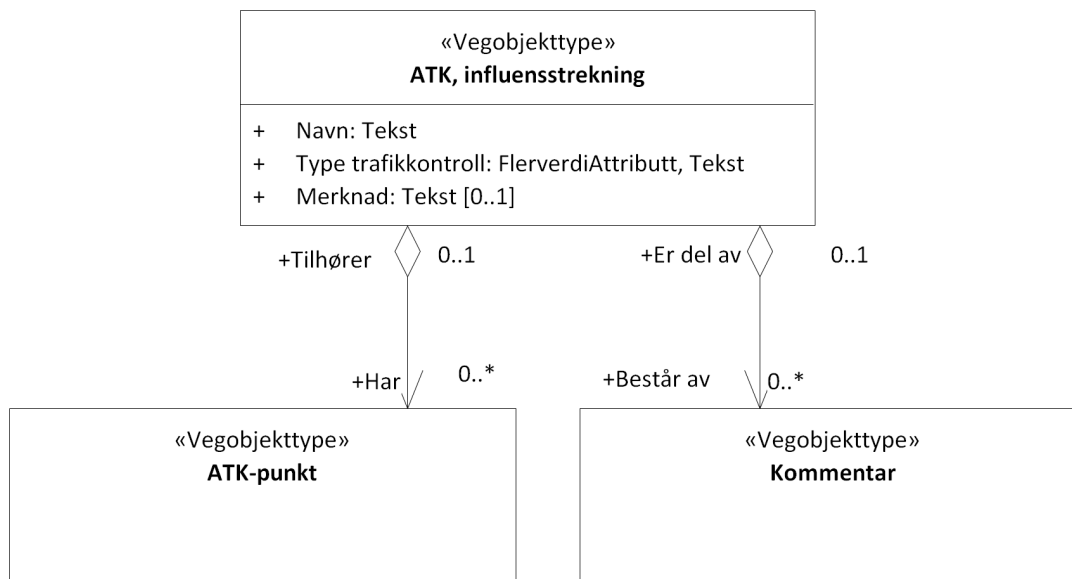 «Vegobjekttype»
ATK, influensstrekning
+ Navn: Tekst
+ Type trafikkontroll: FlerverdiAttributt, Tekst
+ Merknad: Tekst [0..1]
+Tilhører 0..1 +Er del av 0..1
+Har 0..* +Består av 0..*
«Vegobjekttype» «Vegobjekttype»
ATK-punkt Kommentar